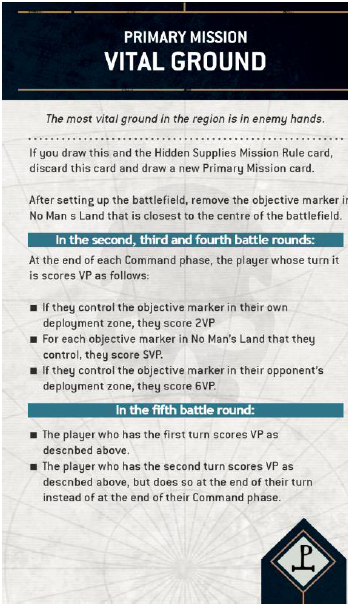 PRIMARY MISSION
VITAL GROUND
The most vital ground in the region is in enemy hands.
If you draw this and the Hidden Supplies Mission Rule card,
discard this card and draw a new Primary Mission card.
After setting up the battlefield, remove the objective marker in
No Man s Land that is closest to the centre of the battlefield.
In the second, third and fourth battle rounds:
At the end of each Command phase, the player whose turn it
is scores VP as follows:
■ If they control the objective marker in their own
deployment zone, they score 2VP
■ For each objective marker in No Man's Land that they
control, they score SVP.
■ If they control the objective marker in their opponent's
deployment zone, they score 6VP.
In the fifth battle round:
■ The player who has the first turn scores VP as
descnbed above.
■ The player who has the second turn scores VP as
descnbed above, but does so at the end of their turn
instead of at the end of their Command phase.
P